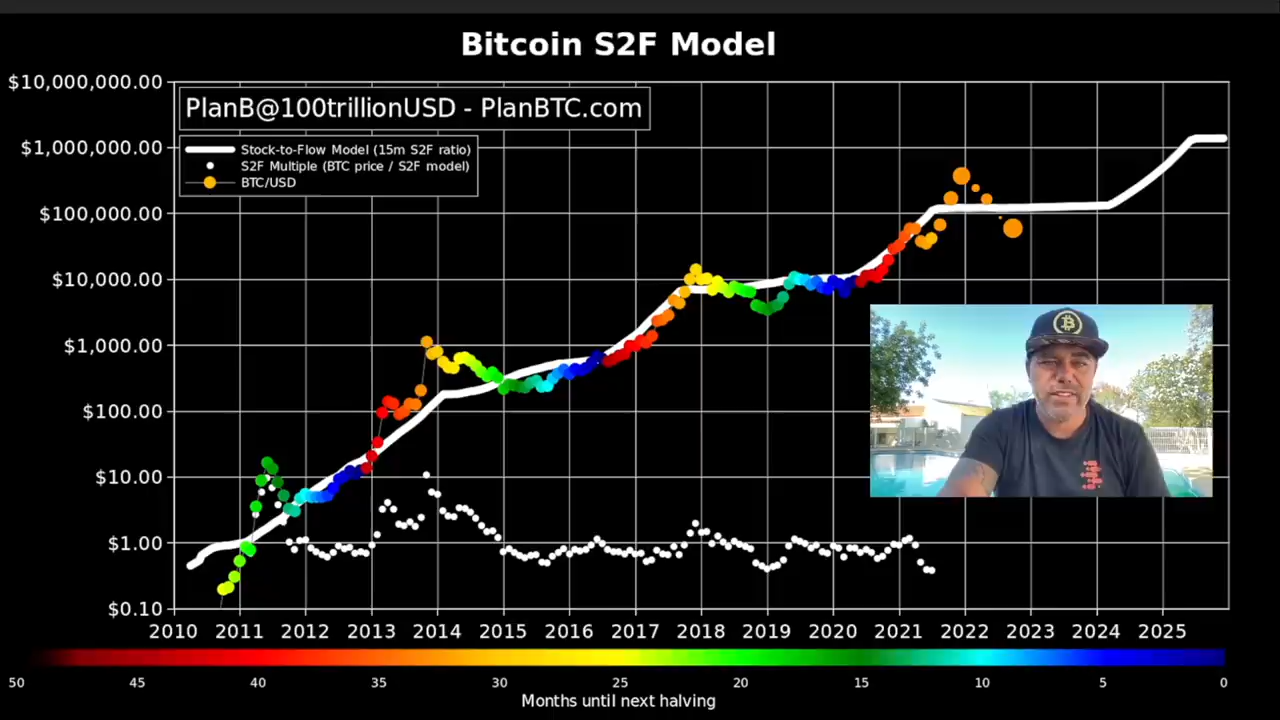 Bitcoin S2F Model
$10,000,000.00
PlanB@100trillionUSD - PlanBTC.com
Stock-to-Flow Model (15m S2F ratio)
S2F Multiple (BTC price / S2F model)
BTC/USD
$1,000,000.00
$100,000.00
$10,000.00
$1,000.00
$100.00
$10.00
$1.00
$0.10
2010 2011 2012 2013 2014 2015 2016 2017 2018 2019 2020 2021 2022 2023 2024 2025
50 45 40 35 30 25 20 15 10 5 0
Months until next halving